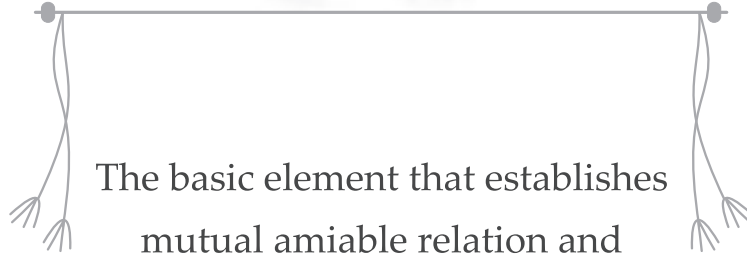 The basic element that establishes
mutual amiable relation and